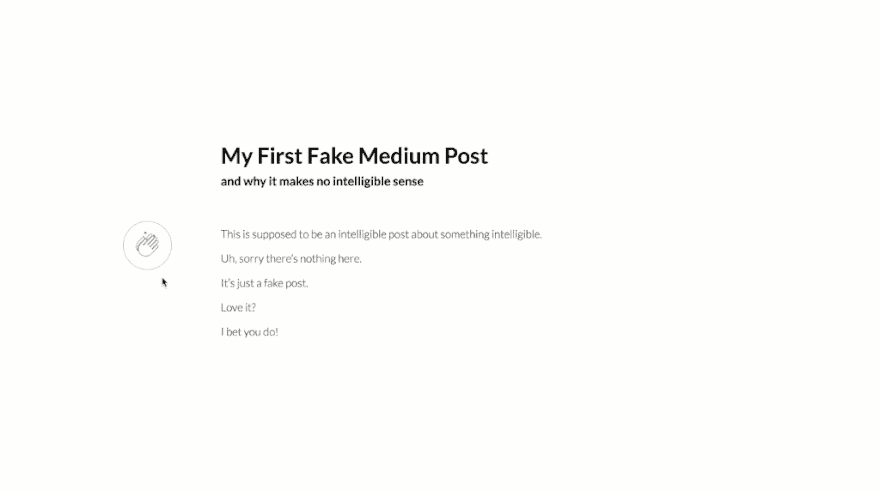 My First Fake Medium Post
and why it makes no intelligible sense
This is supposed to be an intelligible post about something intelligible.
Uh, sorry there's nothing here.
It's just a fake post.
Love it?
I bet you do!